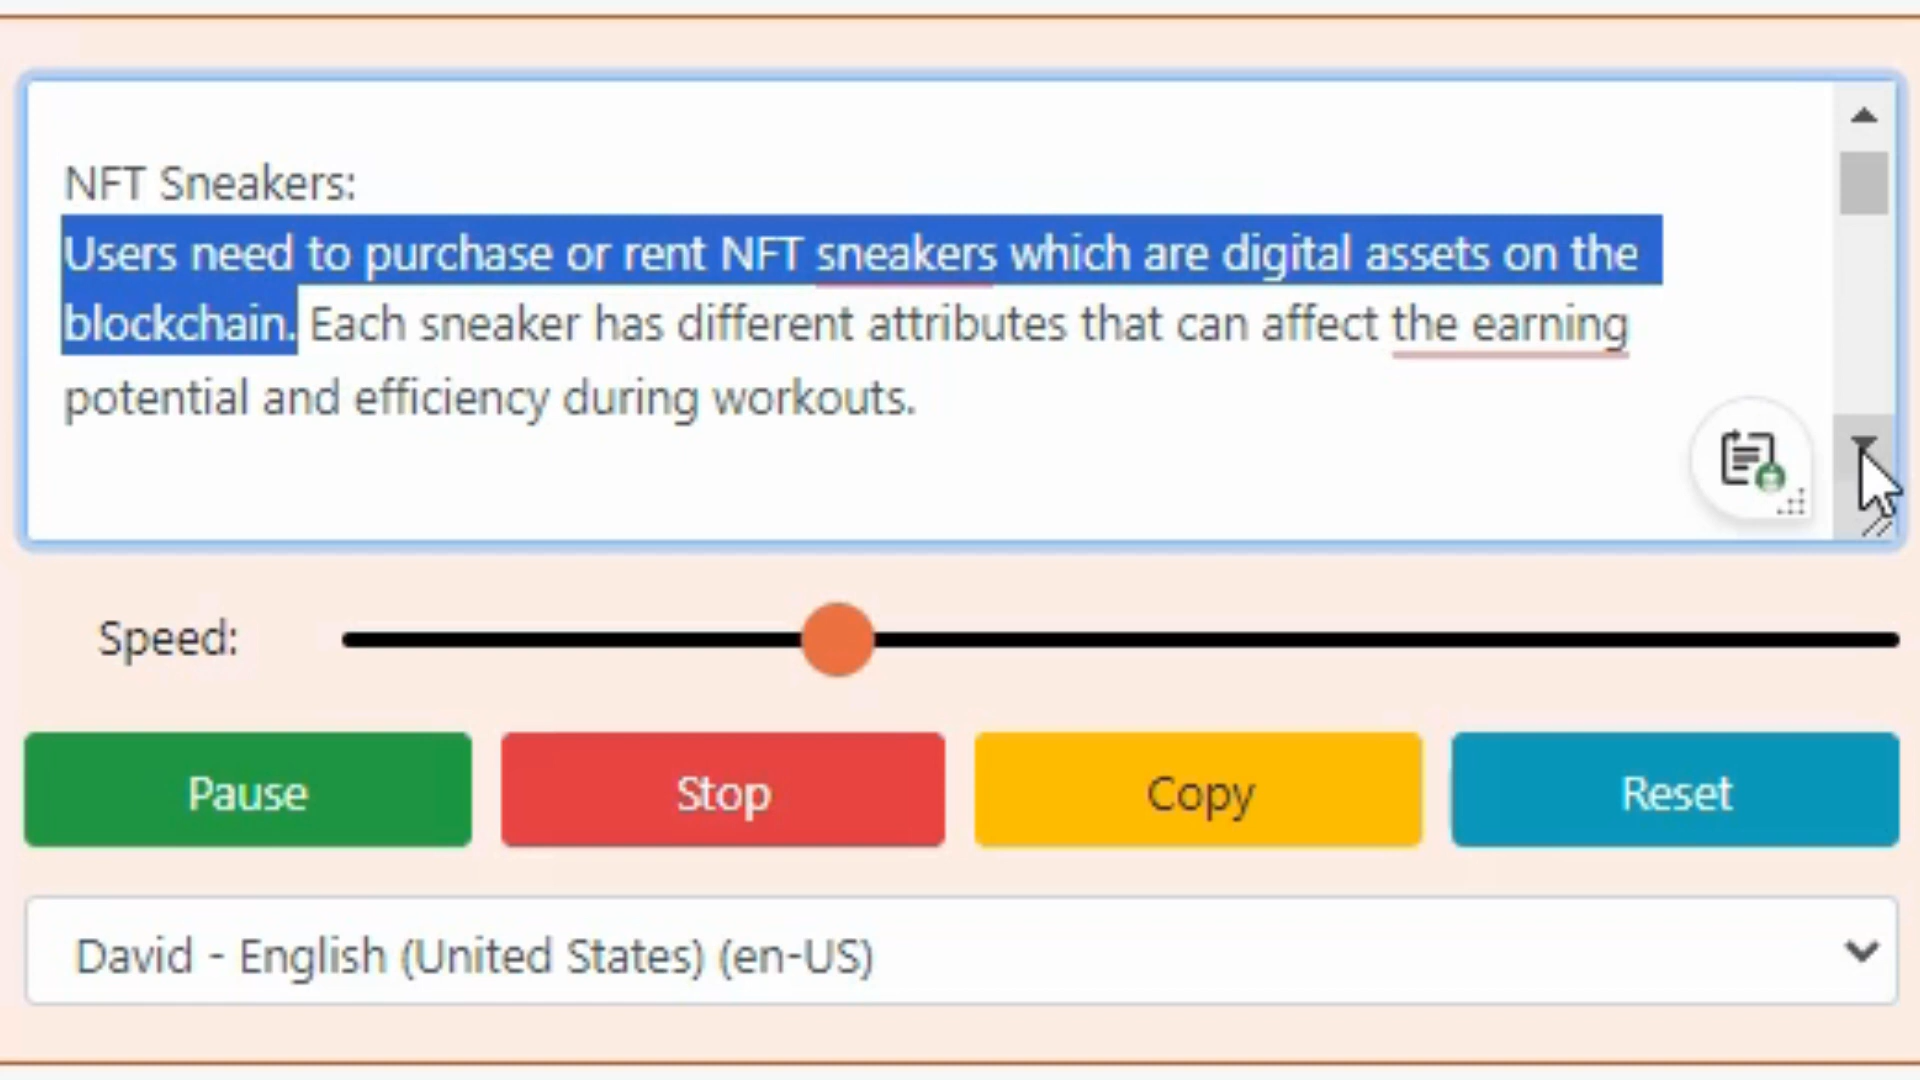 NFT Sneakers:
Users need to purchase or rent NFT sneakers which are digital assets on the
blockchain. Each sneaker has different attributes that can affect the earning
potential and efficiency during workouts.
Speed:
Pause Stop Copy Reset
David - English (United States) (en-US)